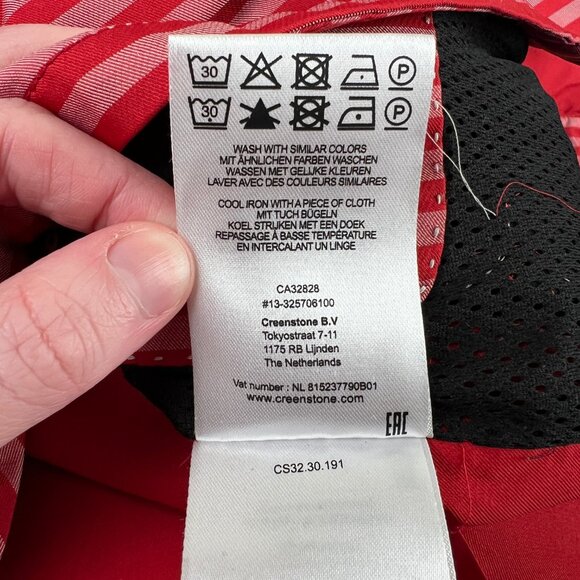 30 P
30 P
WASH WITH SIMILAR COLORS
MIT ÄHNLICHEN FARBEN WASCHEN
WASSEN MET GELIJKE KLEUREN
LAVER AVEC DES COULEURS SIMILAIRES
COOL IRON WITH A PIECE OF CLOTH
MIT TUCH BÜGELN
KOEL STRIJKEN MET EEN DOEK
REPASSAGE À BASSE TEMPÉRATURE
EN INTERCALANT UN LINGE
CA32828
#13-325706100
Creenstone B.V
Tokyostraat 7-11
1175 RB Lijnden
The Netherlands
Vat number : NL 815237790B01
www.creenstone.com
EAC
CS32.30.191